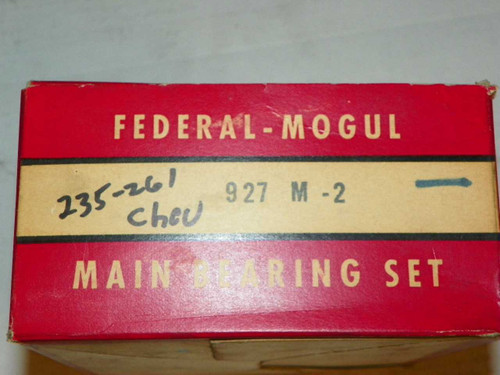 FEDERAL-MOGUL
235-261 927 M -2
Chev
MAIN BEARING SET